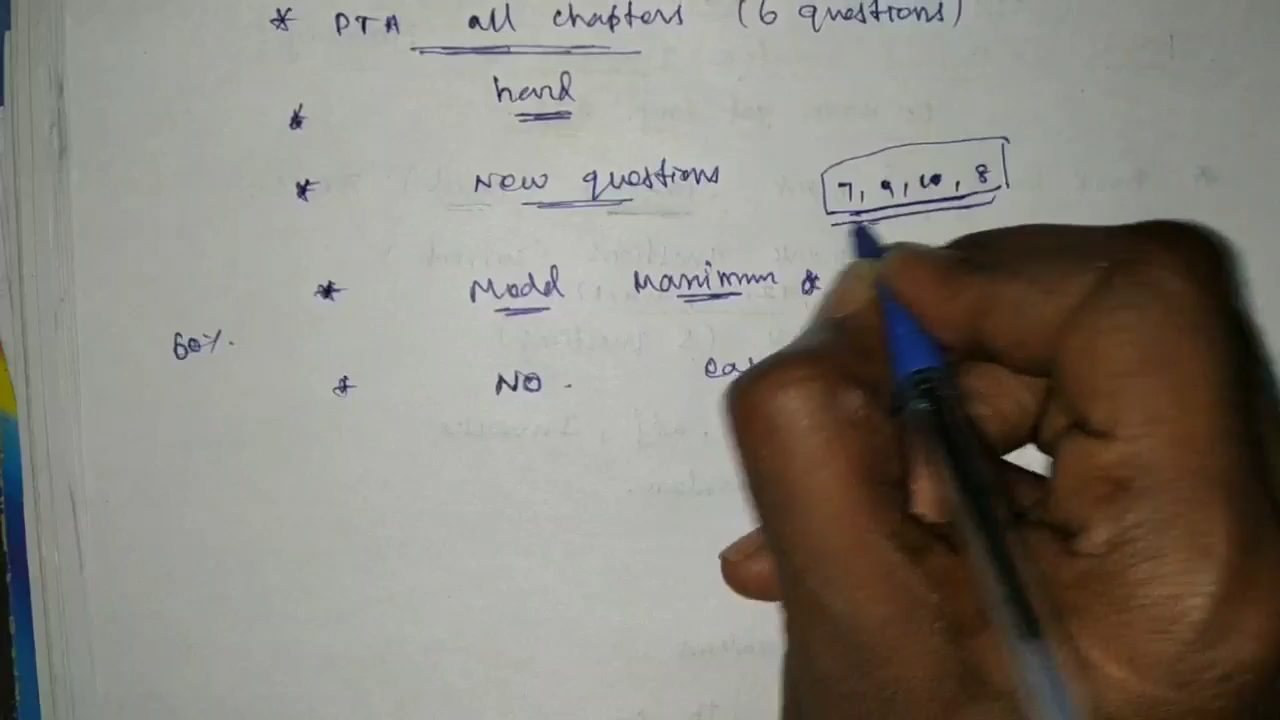 * PTA all chapters (6 questions)
* hard
* New questions 7, 9, 10, 8
* Model Maximum *
60%.
* NO.